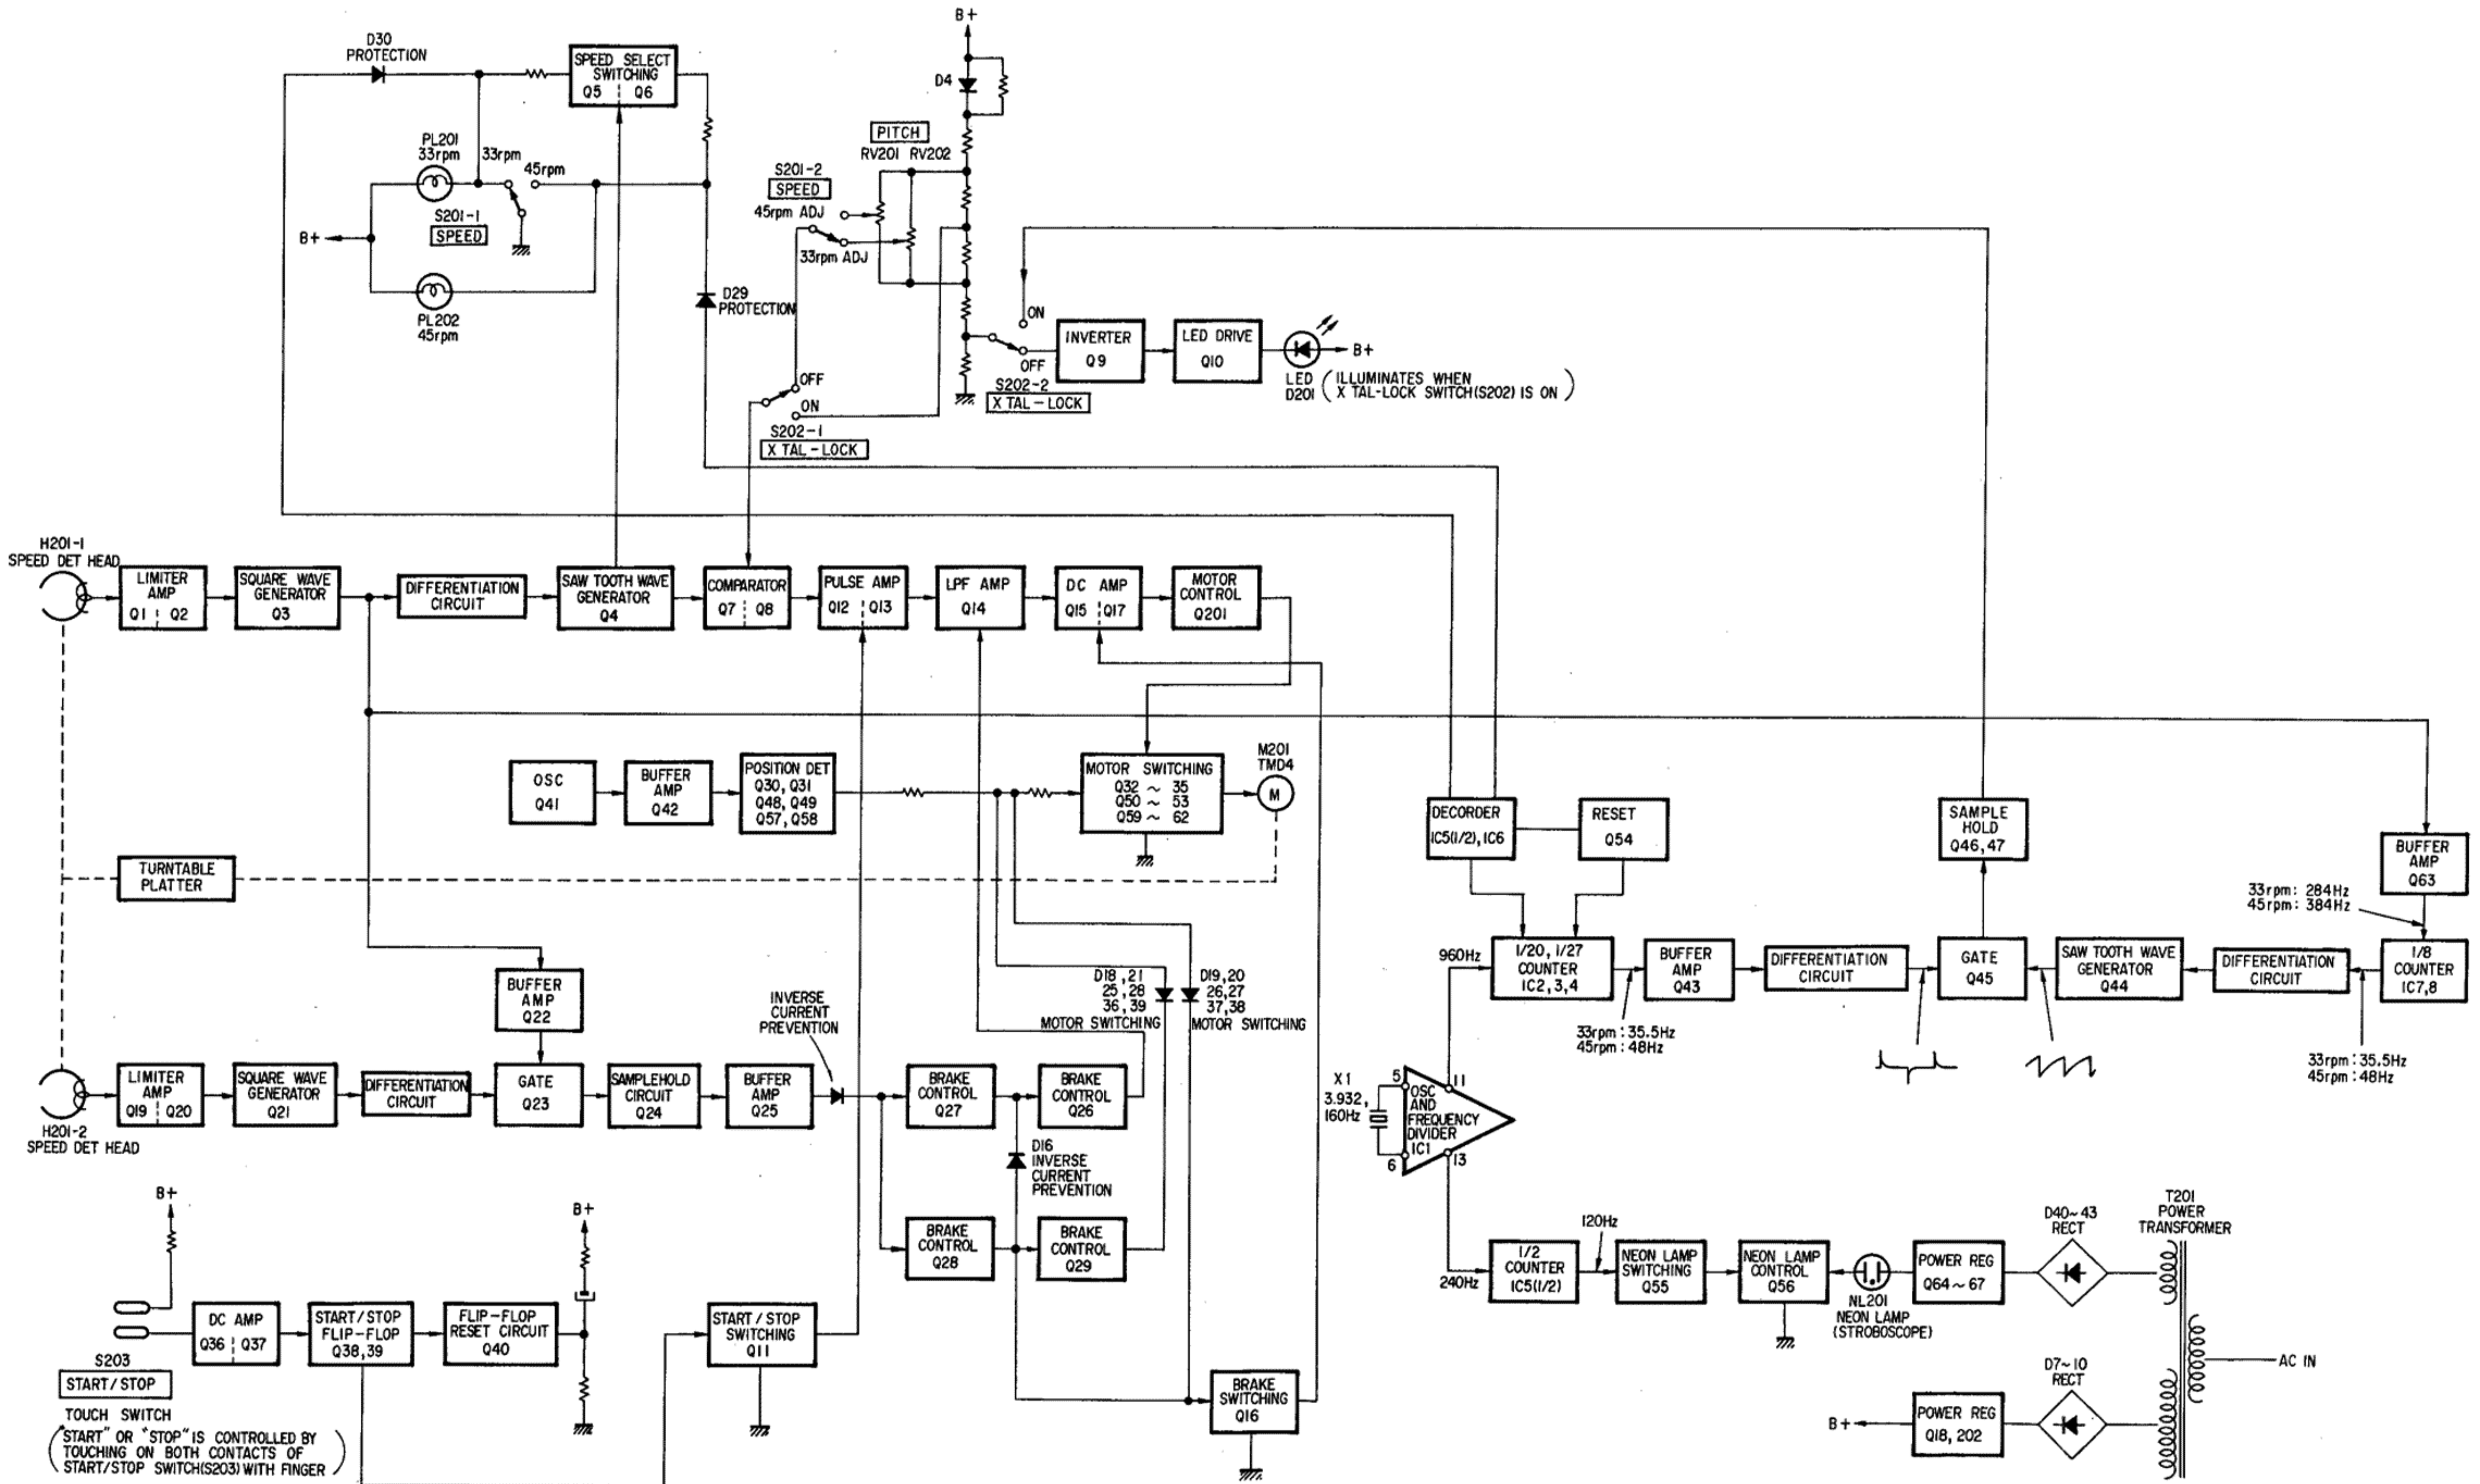 B+
D30
PROTECTION
SPEED SELECT
SWITCHING
Q5 Q6
D4
PL201
33rpm
33rpm
45rpm
PITCH
RV201 RV202
S201-2
SPEED
45rpm ADJ
33rpm ADJ
S201-1
SPEED
B+
PL202
45rpm
D29
PROTECTION
ON
OFF
S202-2
X TAL-LOCK
INVERTER
Q9
LED DRIVE
Q10
B+
LED
D201
(ILLUMINATES WHEN
X TAL-LOCK SWITCH(S202) IS ON)
OFF
ON
S202-1
X TAL-LOCK
H201-1
SPEED DET HEAD
LIMITER
AMP
Q1 Q2
SQUARE WAVE
GENERATOR
Q3
DIFFERENTIATION
CIRCUIT
SAW TOOTH WAVE
GENERATOR
Q4
COMPARATOR
Q7 Q8
PULSE AMP
Q12 Q13
LPF AMP
Q14
DC AMP
Q15 Q17
MOTOR
CONTROL
Q201
OSC
Q41
BUFFER
AMP
Q42
POSITION DET
Q30, Q31
Q48, Q49
Q57, Q58
MOTOR SWITCHING
Q32 ~ 35
Q50 ~ 53
Q59 ~ 62
M201
TMD4
M
DECORDER
IC5(1/2), IC6
RESET
Q54
SAMPLE
HOLD
Q46,47
BUFFER
AMP
Q63
TURNTABLE
PLATTER
33rpm: 284Hz
45rpm: 384Hz
960Hz
1/20, 1/27
COUNTER
IC2, 3, 4
BUFFER
AMP
Q43
DIFFERENTIATION
CIRCUIT
GATE
Q45
SAW TOOTH WAVE
GENERATOR
Q44
DIFFERENTIATION
CIRCUIT
1/8
COUNTER
IC7,8
BUFFER
AMP
Q22
INVERSE
CURRENT
PREVENTION
D18, 21
25, 28
36, 39
MOTOR SWITCHING
D19, 20
26, 27
37, 38
MOTOR SWITCHING
33rpm: 35.5Hz
45rpm: 48Hz
33rpm: 35.5Hz
45rpm: 48Hz
LIMITER
AMP
Q19 Q20
SQUARE WAVE
GENERATOR
Q21
DIFFERENTIATION
CIRCUIT
GATE
Q23
SAMPLEHOLD
CIRCUIT
Q24
BUFFER
AMP
Q25
BRAKE
CONTROL
Q27
BRAKE
CONTROL
Q26
H201-2
SPEED DET HEAD
X1
3.932,
160Hz
5
6
11
13
OSC
AND
FREQUENCY
DIVIDER
IC1
D16
INVERSE
CURRENT
PREVENTION
B+
B+
BRAKE
CONTROL
Q28
BRAKE
CONTROL
Q29
240Hz
1/2
COUNTER
IC5(1/2)
120Hz
NEON LAMP
SWITCHING
Q55
NEON LAMP
CONTROL
Q56
NL201
NEON LAMP
(STROBOSCOPE)
POWER REG
Q64 ~ 67
D40~43
RECT
T201
POWER
TRANSFORMER
AC IN
DC AMP
Q36 Q37
START/STOP
FLIP-FLOP
Q38,39
FLIP-FLOP
RESET CIRCUIT
Q40
START/STOP
SWITCHING
Q11
S203
START/STOP
TOUCH SWITCH
("START" OR "STOP" IS CONTROLLED BY
TOUCHING ON BOTH CONTACTS OF
START/STOP SWITCH(S203) WITH FINGER)
BRAKE
SWITCHING
Q16
B+
POWER REG
Q18, 202
D7~10
RECT